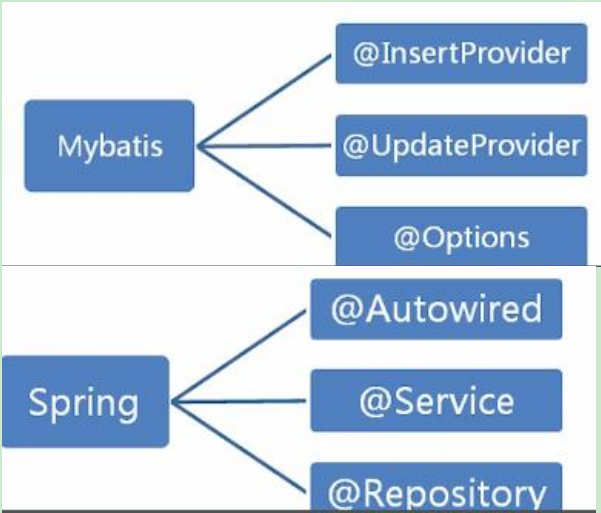 Mybatis
@InsertProvider
@UpdateProvider
@Options
Spring
@Autowired
@Service
@Repository